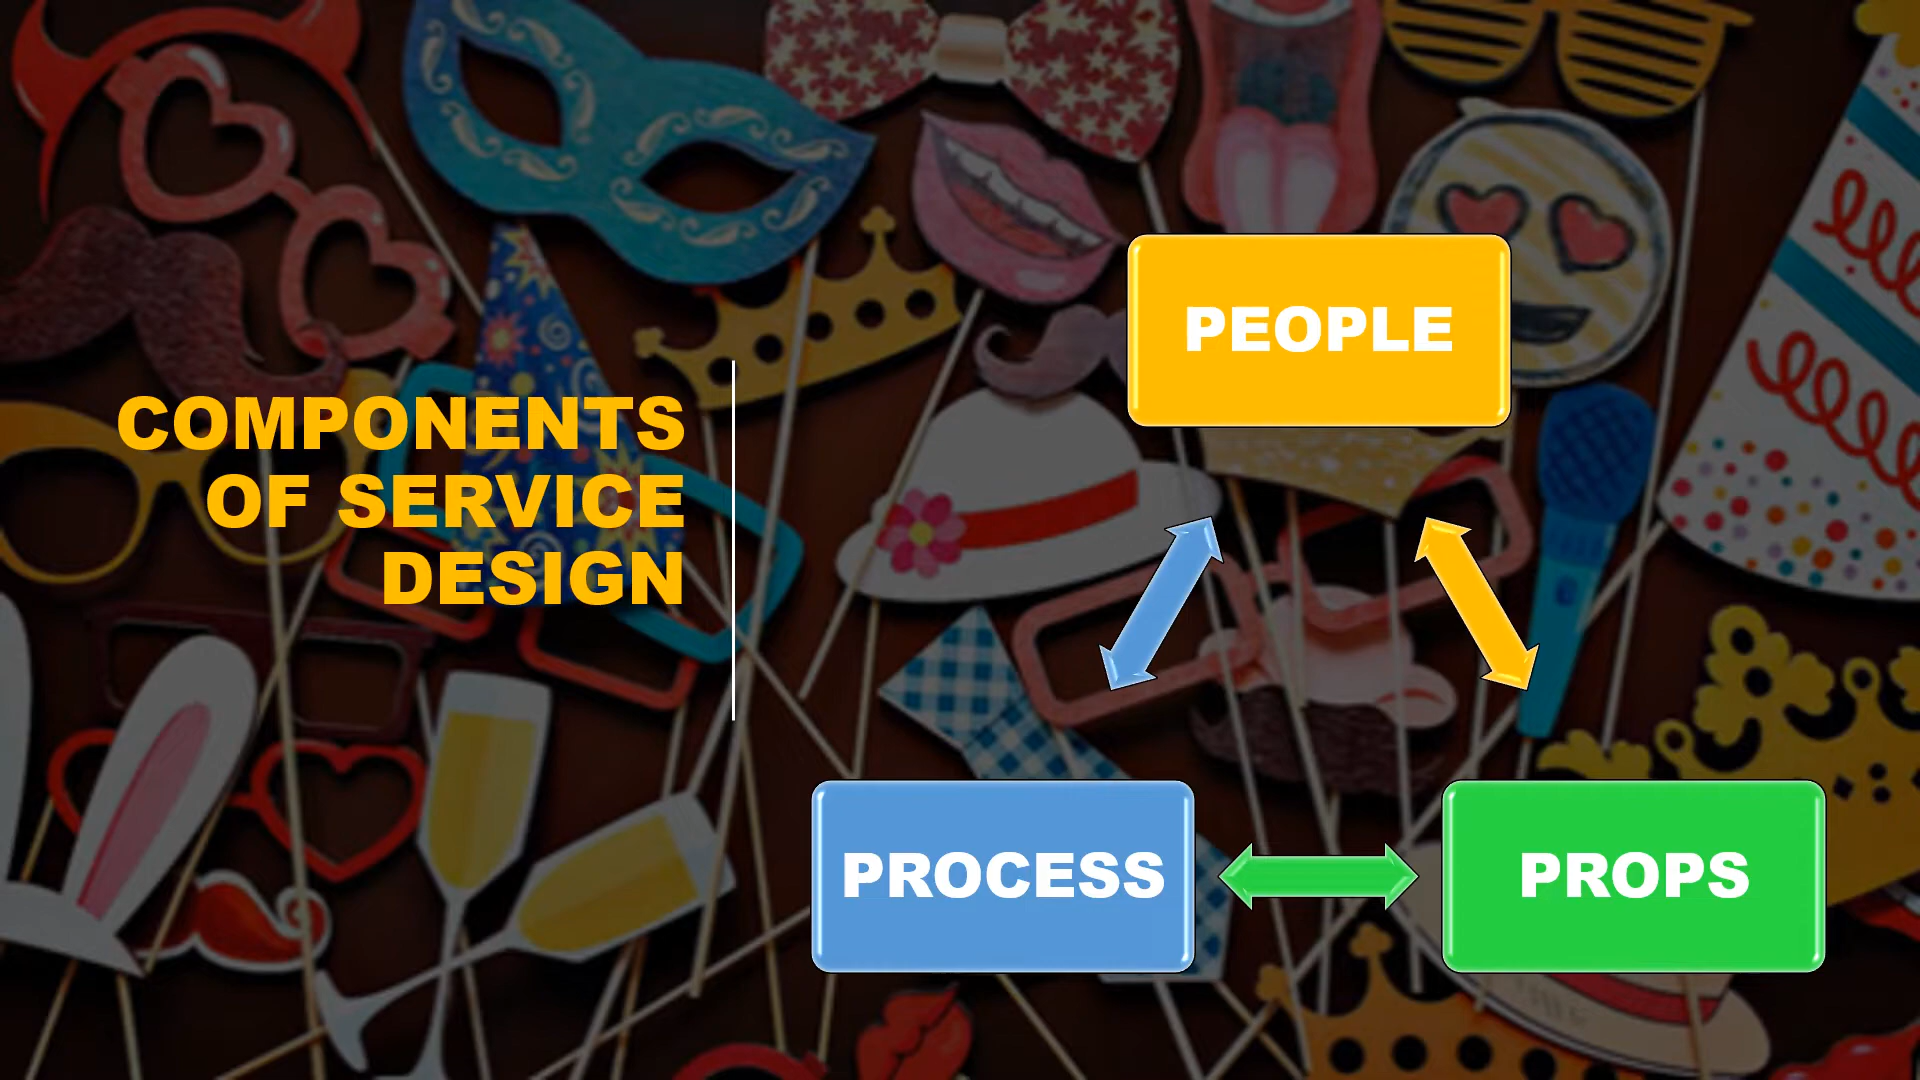 COMPONENTS
OF SERVICE
DESIGN
PEOPLE
PROCESS
PROPS